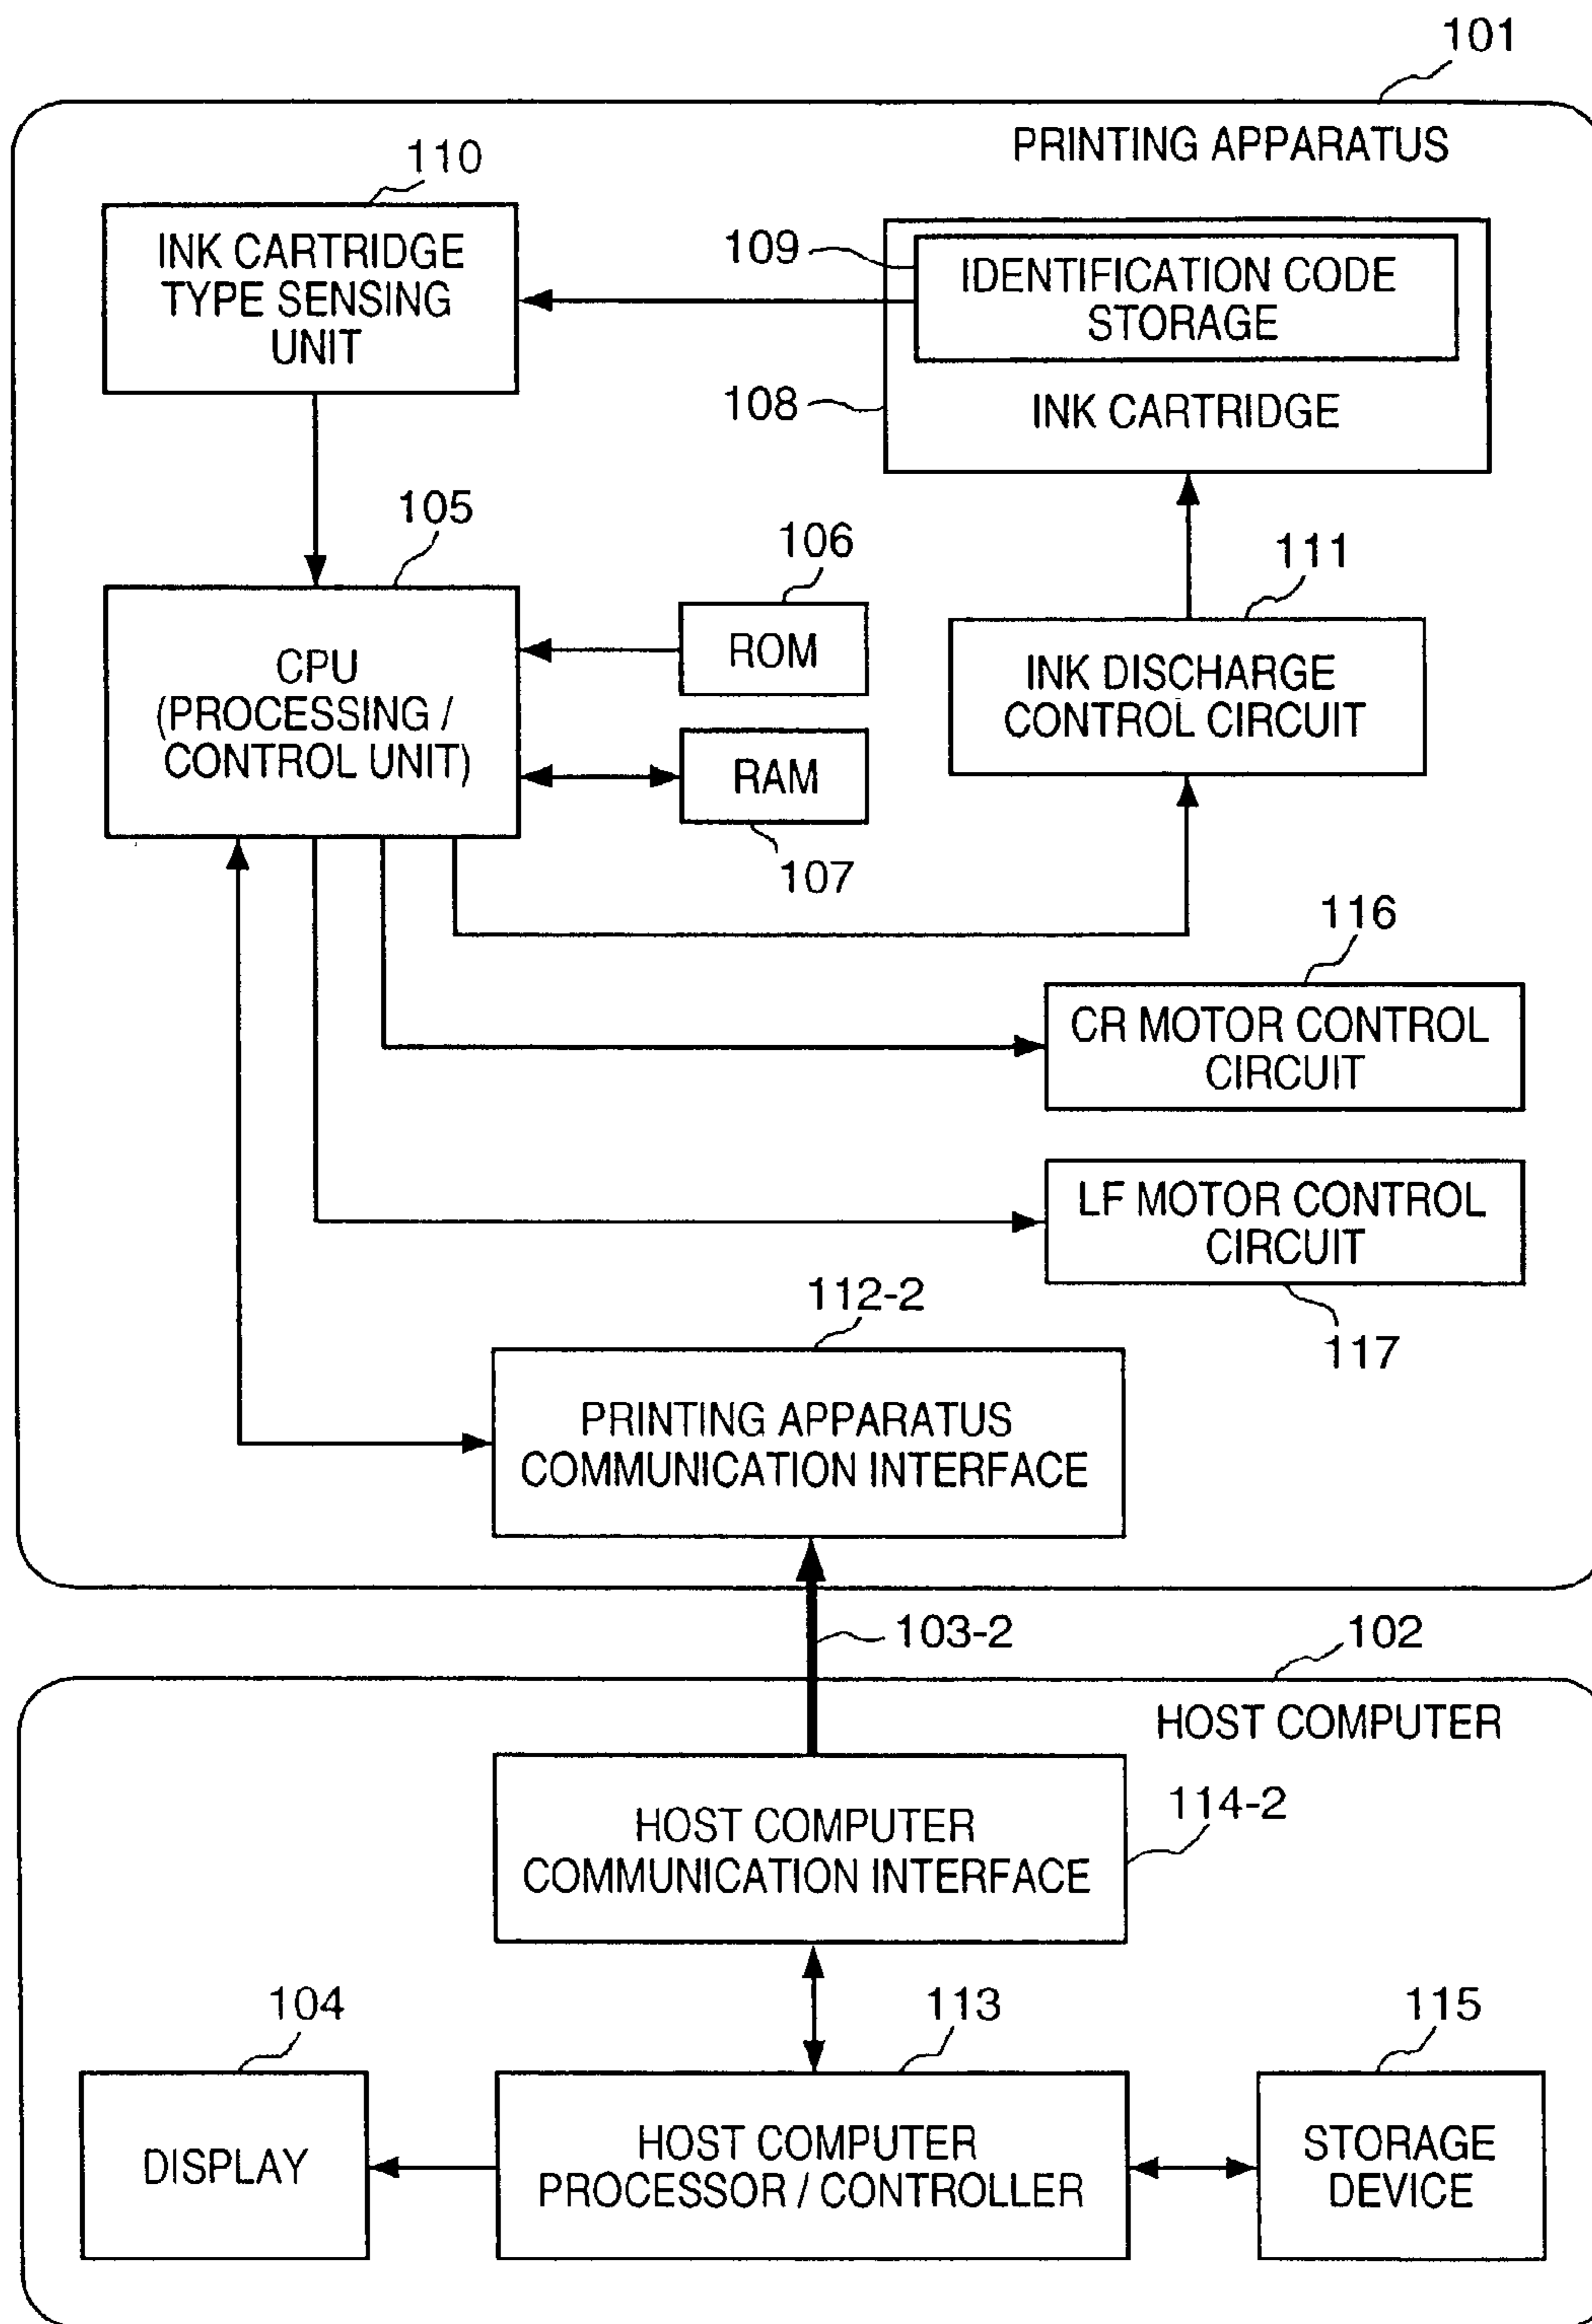 101
PRINTING APPARATUS
110
INK CARTRIDGE
TYPE SENSING
UNIT
109
IDENTIFICATION CODE
STORAGE
108
INK CARTRIDGE
105
CPU
(PROCESSING /
CONTROL UNIT)
106
ROM
RAM
107
111
INK DISCHARGE
CONTROL CIRCUIT
116
CR MOTOR CONTROL
CIRCUIT
LF MOTOR CONTROL
CIRCUIT
117
112-2
PRINTING APPARATUS
COMMUNICATION INTERFACE
103-2
102
HOST COMPUTER
HOST COMPUTER
COMMUNICATION INTERFACE
114-2
104
DISPLAY
113
HOST COMPUTER
PROCESSOR / CONTROLLER
115
STORAGE
DEVICE